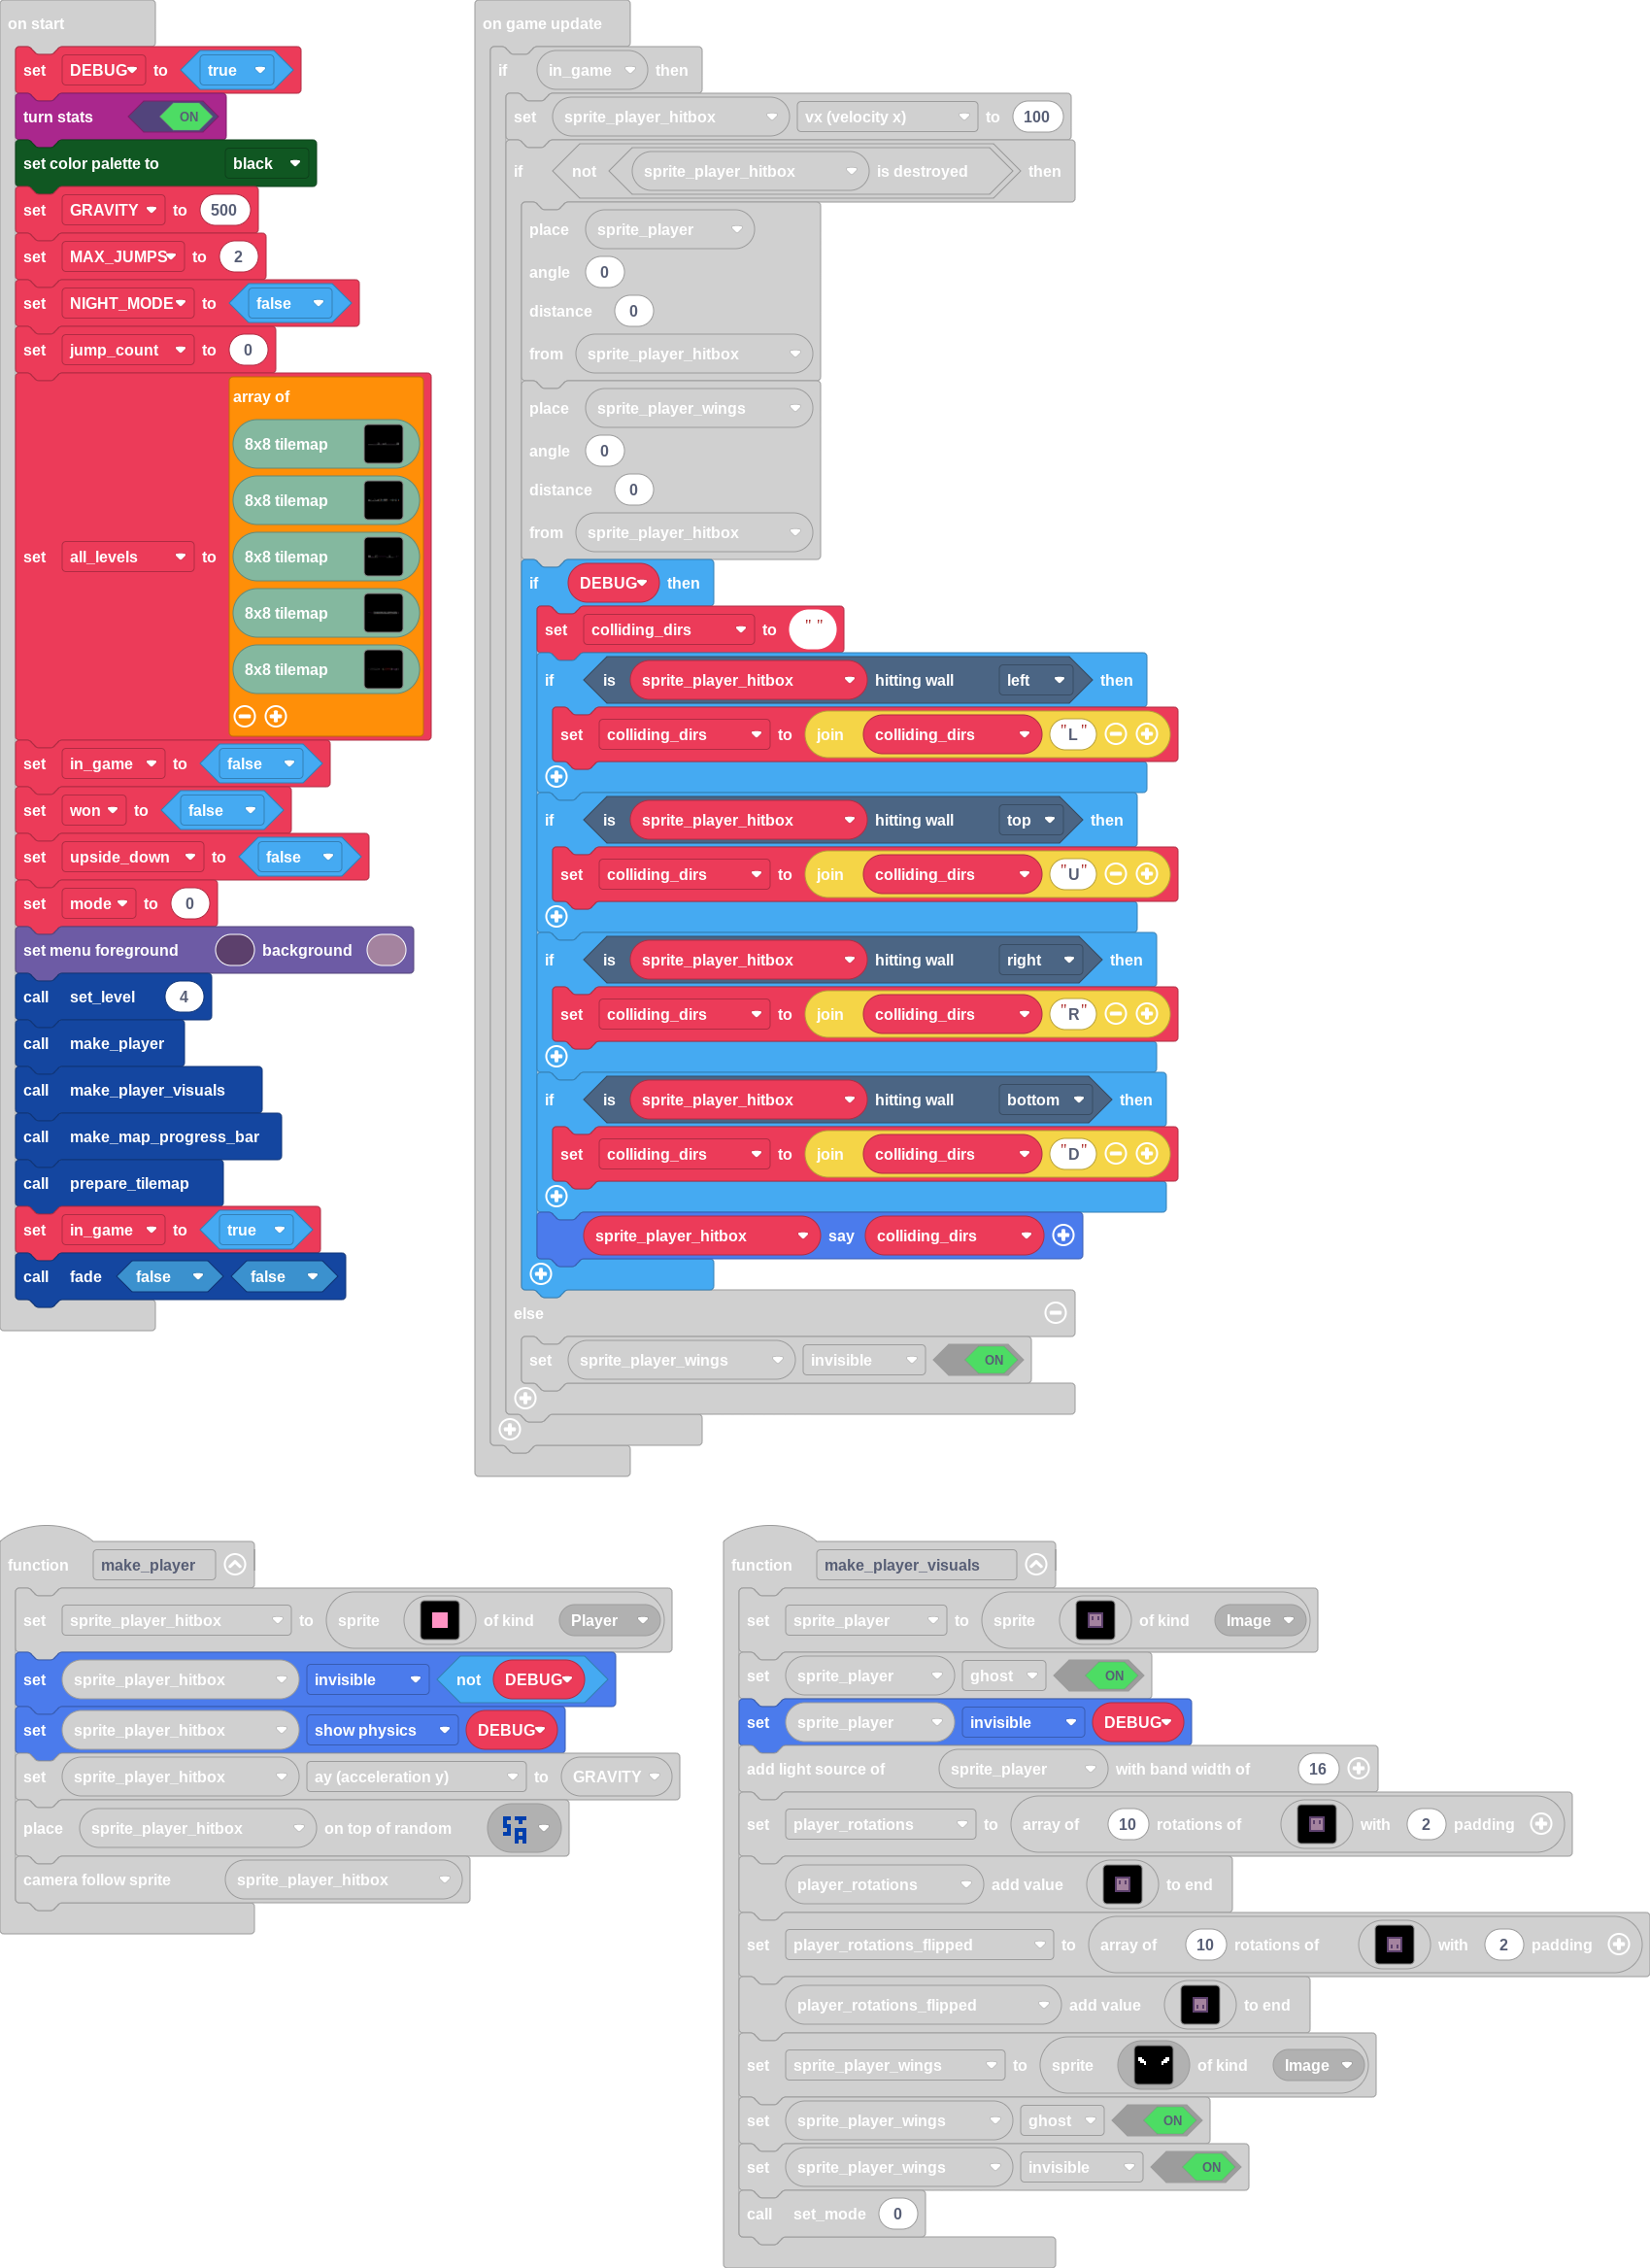 on start
set DEBUG to true
turn stats ON
set color palette to black
set GRAVITY to 500
set MAX_JUMPS to 2
set NIGHT_MODE to false
set jump_count to 0
set all_levels to array of
8x8 tilemap
8x8 tilemap
8x8 tilemap
8x8 tilemap
8x8 tilemap
set in_game to false
set won to false
set upside_down to false
set mode to 0
set menu foreground background
call set_level 4
call make_player
call make_player_visuals
call make_map_progress_bar
call prepare_tilemap
set in_game to true
call fade false false
on game update
if in_game then
set sprite_player_hitbox vx (velocity x) to 100
if not sprite_player_hitbox is destroyed then
place sprite_player
angle 0
distance 0
from sprite_player_hitbox
place sprite_player_wings
angle 0
distance 0
from sprite_player_hitbox
if DEBUG then
set colliding_dirs to " "
if is sprite_player_hitbox hitting wall left then
set colliding_dirs to join colliding_dirs "L"
if is sprite_player_hitbox hitting wall top then
set colliding_dirs to join colliding_dirs "U"
if is sprite_player_hitbox hitting wall right then
set colliding_dirs to join colliding_dirs "R"
if is sprite_player_hitbox hitting wall bottom then
set colliding_dirs to join colliding_dirs "D"
sprite_player_hitbox say colliding_dirs
else
set sprite_player_wings invisible ON
function make_player
set sprite_player_hitbox to sprite of kind Player
set sprite_player_hitbox invisible not DEBUG
set sprite_player_hitbox show physics DEBUG
set sprite_player_hitbox ay (acceleration y) to GRAVITY
place sprite_player_hitbox on top of random
camera follow sprite sprite_player_hitbox
function make_player_visuals
set sprite_player to sprite of kind Image
set sprite_player ghost ON
set sprite_player invisible DEBUG
add light source of sprite_player with band width of 16
set player_rotations to array of 10 rotations of with 2 padding
player_rotations add value to end
set player_rotations_flipped to array of 10 rotations of with 2 padding
player_rotations_flipped add value to end
set sprite_player_wings to sprite of kind Image
set sprite_player_wings ghost ON
set sprite_player_wings invisible ON
call set_mode 0